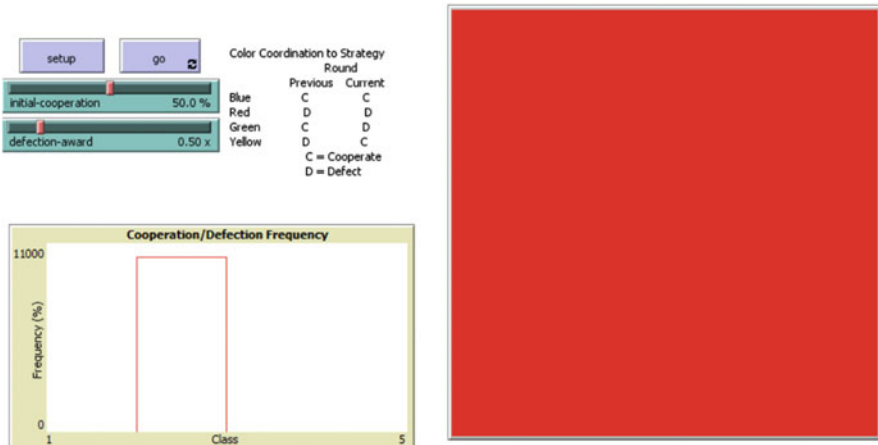 setup
go
initial-cooperation 50.0 %
defection-award 0.50 x
Color Coordination to Strategy
Round
Previous Current
Blue C C
Red D D
Green C D
Yellow D C
C = Cooperate
D = Defect
Cooperation/Defection Frequency
11000
Frequency (%)
0
1 Class 5